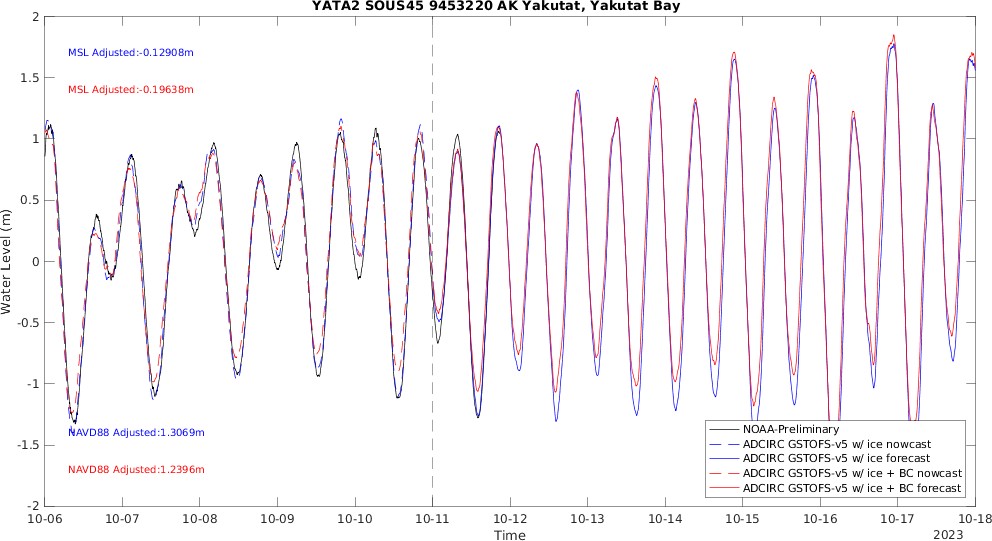 YATA2 SOUS45 9453220 AK Yakutat, Yakutat Bay
MSL Adjusted:-0.12908m
MSL Adjusted:-0.19638m
NAVD88 Adjusted:1.3069m
NAVD88 Adjusted:1.2396m
Water Level (m)
2
1.5
1
0.5
0
-0.5
-1
-1.5
-2
NOAA-Preliminary
ADCIRC GSTOFS-v5 w/ ice nowcast
ADCIRC GSTOFS-v5 w/ ice forecast
ADCIRC GSTOFS-v5 w/ ice + BC nowcast
ADCIRC GSTOFS-v5 w/ ice + BC forecast
10-06 10-07 10-08 10-09 10-10 10-11 10-12 10-13 10-14 10-15 10-16 10-17 10-18
Time
2023